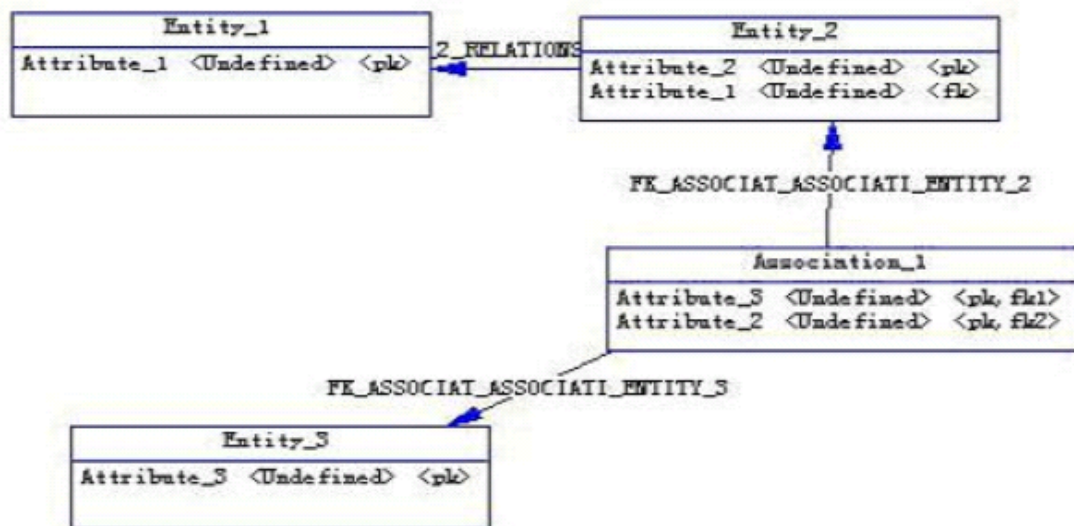 Entity_1
Attribute_1 <Undefined> <pk>
_2_RELATIONS
Entity_2
Attribute_2 <Undefined> <pk>
Attribute_1 <Undefined> <fk>
FK_ASSOCIAT_ASSOCIATI_ENTITY_2
Association_1
Attribute_3 <Undefined> <pk,fk1>
Attribute_2 <Undefined> <pk,fk2>
FK_ASSOCIAT_ASSOCIATI_ENTITY_3
Entity_3
Attribute_3 <Undefined> <pk>